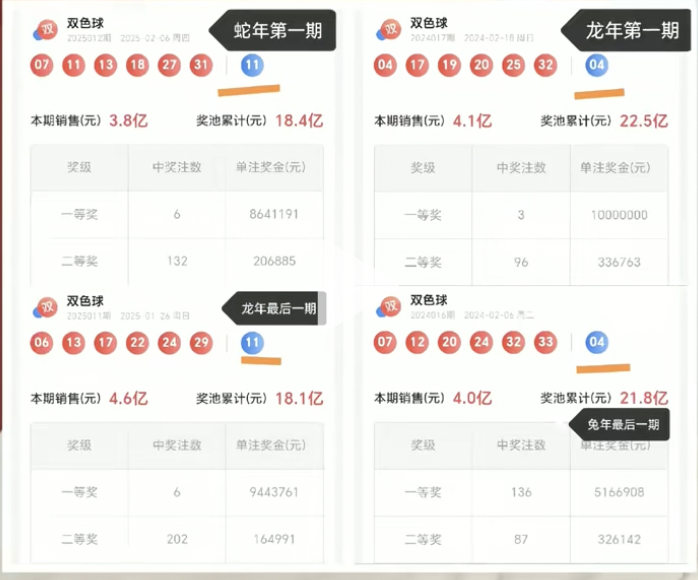 双色球
2025012期 2025-02-06 周四
蛇年第一期
07 11 13 18 27 31 11
本期销售(元) 3.8亿 奖池累计(元) 18.4亿
奖级 中奖注数 单注奖金(元)
一等奖 6 8641191
二等奖 132 206885
双色球
2024017期 2024-02-18 周日
龙年第一期
04 17 19 20 25 32 04
本期销售(元) 4.1亿 奖池累计(元) 22.5亿
奖级 中奖注数 单注奖金(元)
一等奖 3 10000000
二等奖 96 336763
双色球
2025011期 2025-01-26 周日
龙年最后一期
06 13 17 22 24 29 11
本期销售(元) 4.6亿 奖池累计(元) 18.1亿
奖级 中奖注数 单注奖金(元)
一等奖 6 9443761
二等奖 202 164991
双色球
2024016期 2024-02-06 周二
07 12 20 24 32 33 04
本期销售(元) 4.0亿 奖池累计(元) 21.8亿
兔年最后一期
奖级 中奖注数 单注奖金(元)
一等奖 136 5166908
二等奖 87 326142